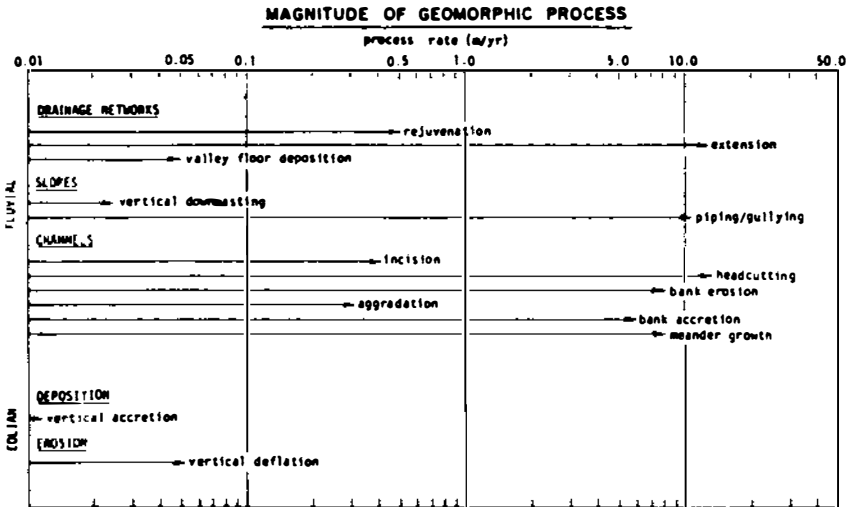 MAGNITUDE OF GEOMORPHIC PROCESS
process rate (m/yr)
0.01 0.05 0.1 0.5 1.0 5.0 10.0 50.0
FLUVIAL
DRAINAGE NETWORKS
rejuvenation
extension
valley floor deposition
SLOPES
vertical downwasting
piping/gullying
CHANNELS
incision
headcutting
bank erosion
aggradation
bank accretion
meander growth
EOLIAN
DEPOSITION
vertical accretion
EROSION
vertical deflation